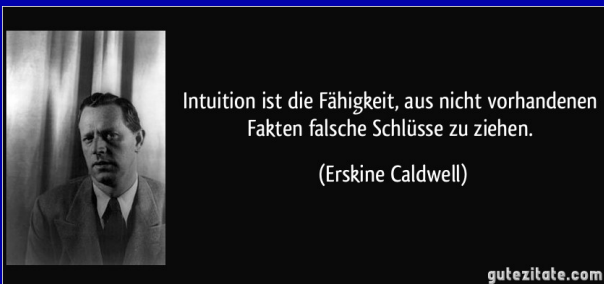 Intuition ist die Fähigkeit, aus nicht vorhandenen
Fakten falsche Schlüsse zu ziehen.
(Erskine Caldwell)
gutezitate.com